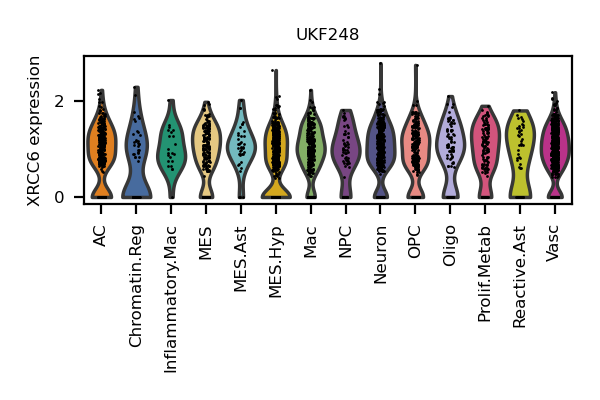 UKF248
XRCC6 expression
2
0
AC
Chromatin.Reg
Inflammatory.Mac
MES
MES.Ast
MES.Hyp
Mac
NPC
Neuron
OPC
Oligo
Prolif.Metab
Reactive.Ast
Vasc